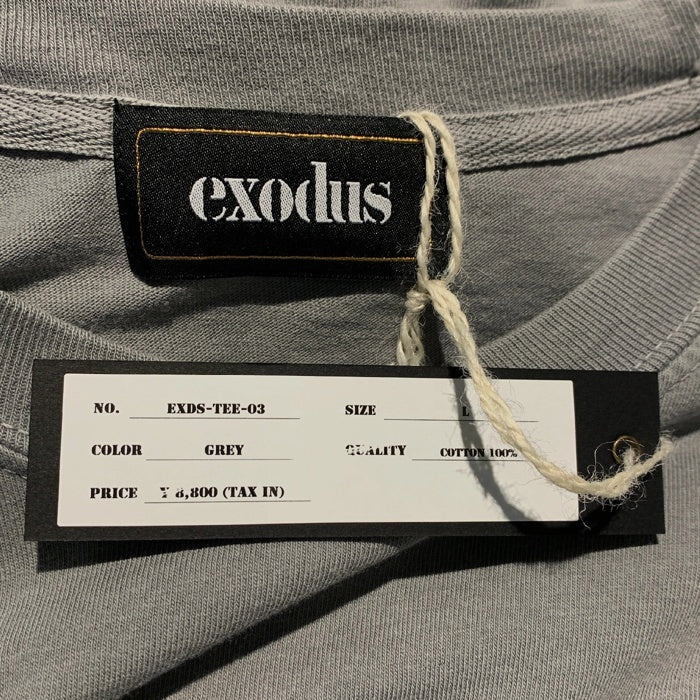 exodus
NO. EXDS-TEE-03 SIZE L
COLOR GREY QUALITY COTTON 100%
PRICE ¥ 8,800 (TAX IN)